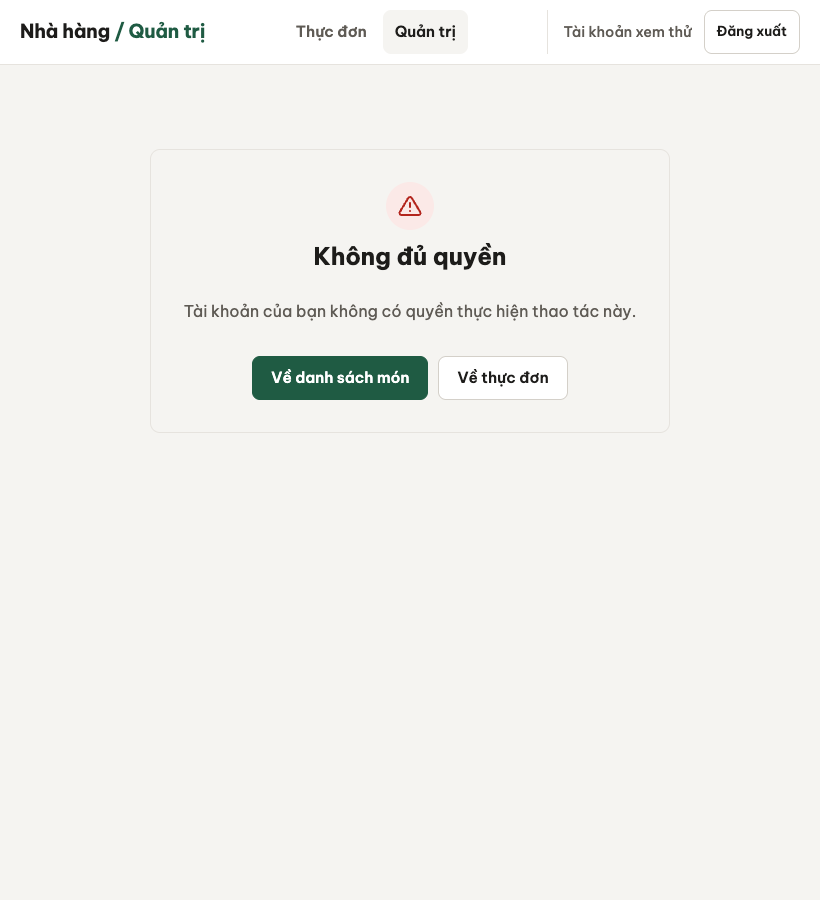 Nhà hàng / Quản trị
Thực đơn
Quản trị
Tài khoản xem thử
Đăng xuất
Không đủ quyền
Tài khoản của bạn không có quyền thực hiện thao tác này.
Về danh sách món
Về thực đơn